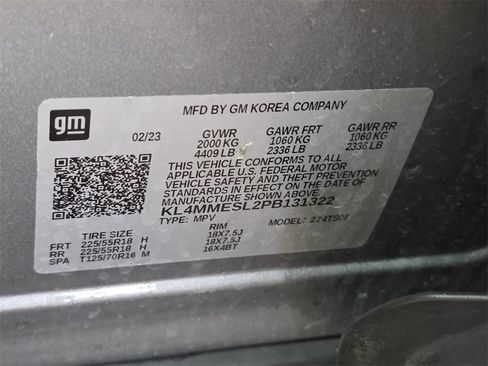 MFD BY GM KOREA COMPANY
gm
02/23 GVWR GAWR FRT GAWR RR
2000 KG 1060 KG 1060 KG
4409 LB 2336 LB 2336 LB
THIS VEHICLE CONFORMS TO ALL
APPLICABLE U.S. FEDERAL MOTOR
VEHICLE SAFETY AND THEFT PREVENTION
STANDARDS IN EFFECT ON THE DATE OF
MANUFACTURE SHOWN ABOVE.
KL4MMESL2PB131322
TYPE: MPV MODEL: 224TS06
TIRE SIZE RIM
FRT 225/55R18 H 18X7.5J
RR 225/55R18 H 18X7.5J
SPA T125/70R16 M 16X4BT